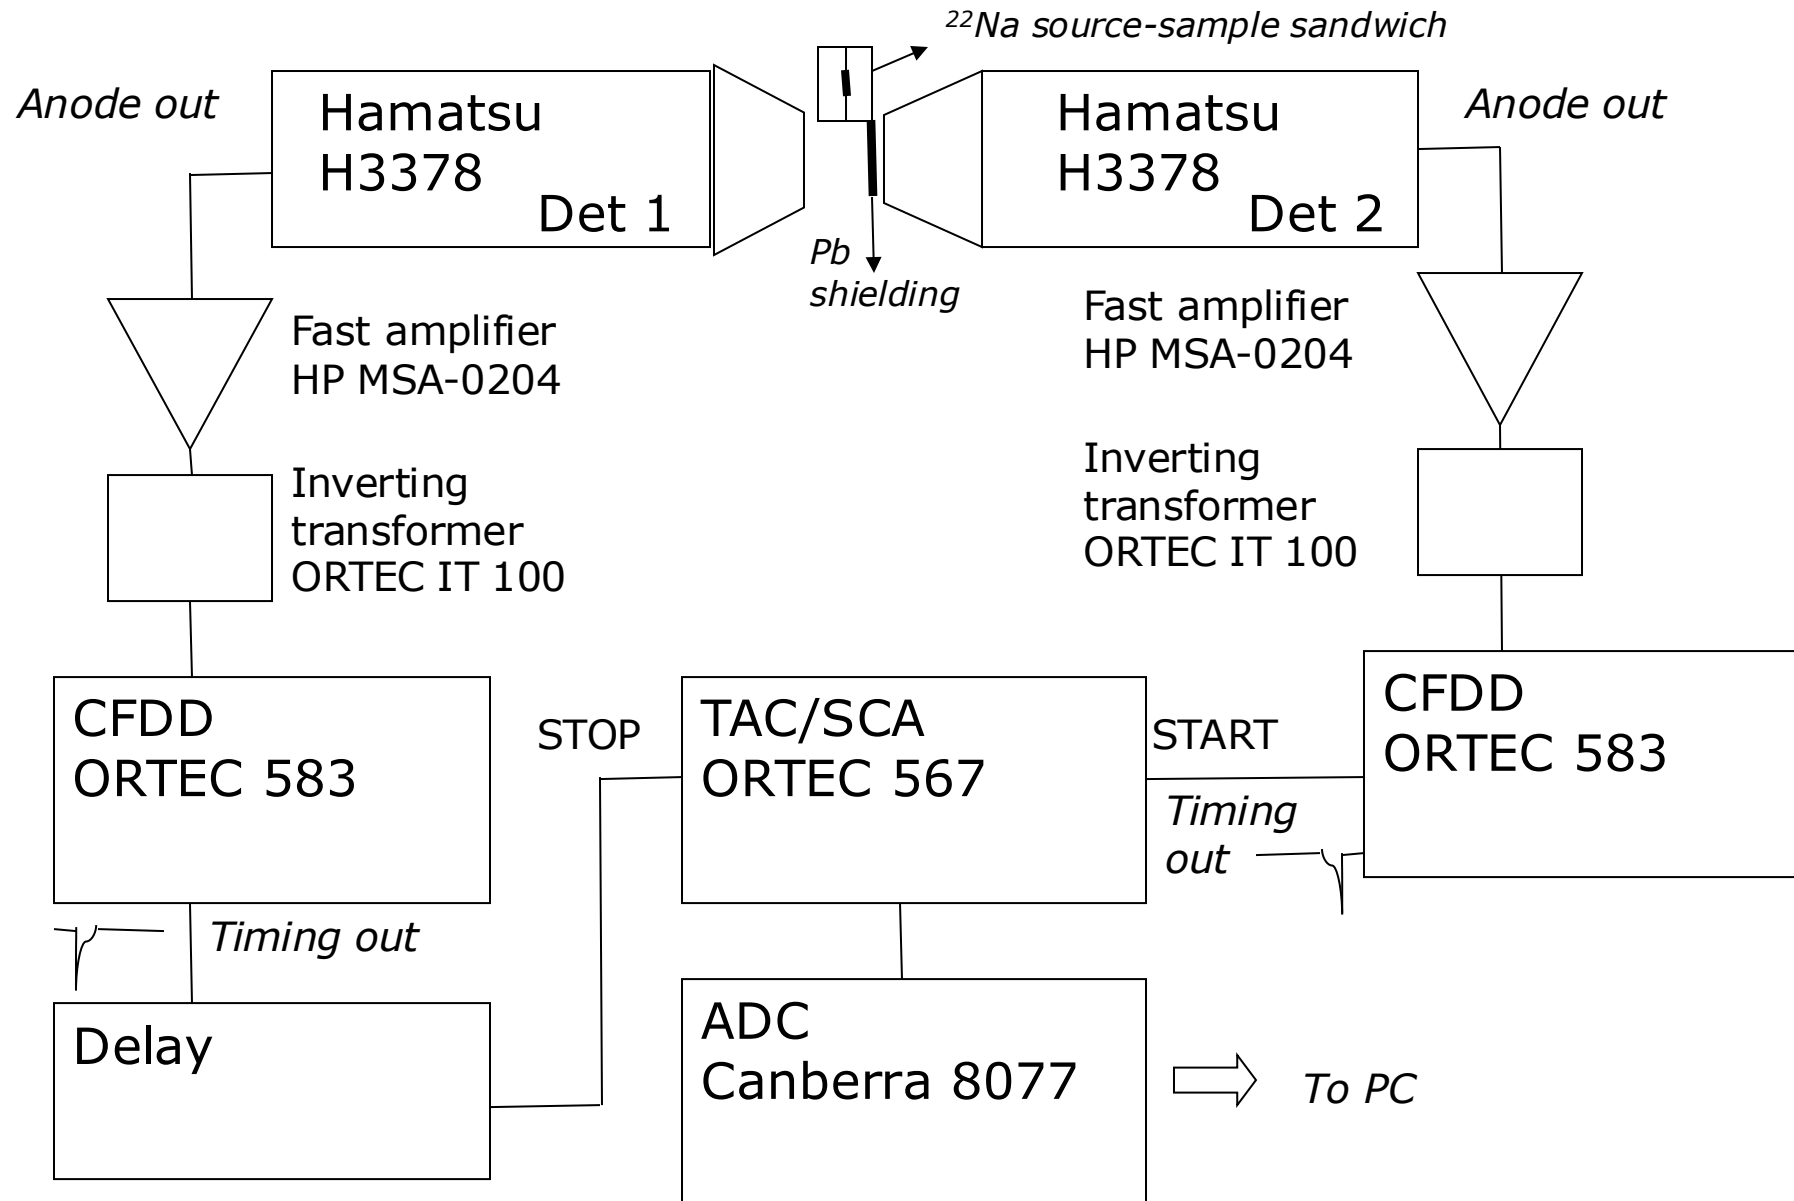 ²²Na source-sample sandwich
Anode out
Hamatsu
H3378
Det 1
Hamatsu
H3378
Det 2
Anode out
Pb
shielding
Fast amplifier
HP MSA-0204
Fast amplifier
HP MSA-0204
Inverting
transformer
ORTEC IT 100
Inverting
transformer
ORTEC IT 100
CFDD
ORTEC 583
STOP
TAC/SCA
ORTEC 567
START
CFDD
ORTEC 583
Timing
out
Timing out
Delay
ADC
Canberra 8077
To PC